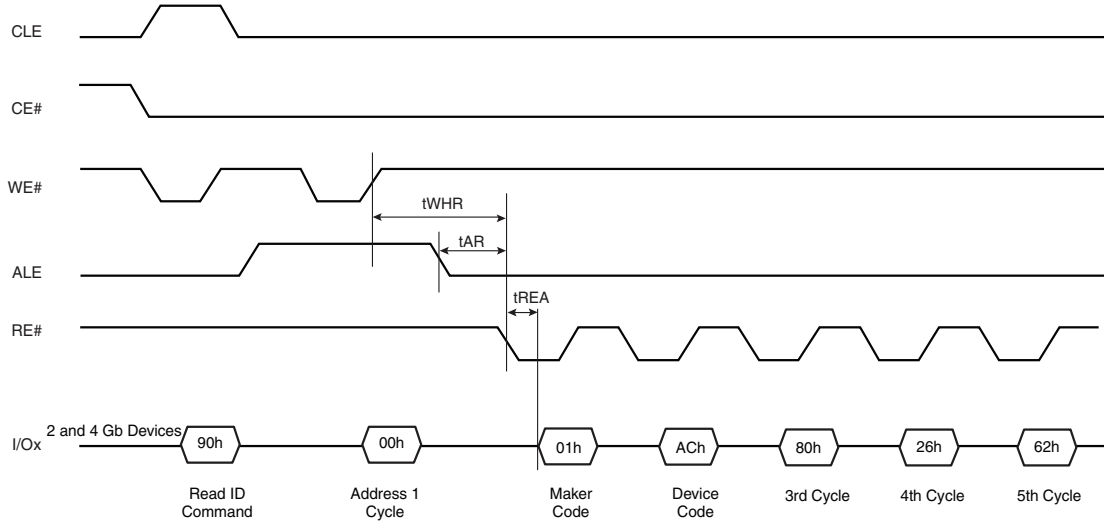 CLE
CE#
WE#
tWHR
tAR
ALE
tREA
RE#
2 and 4 Gb Devices
I/Ox
90h
00h
01h
ACh
80h
26h
62h
Read ID
Command
Address 1
Cycle
Maker
Code
Device
Code
3rd Cycle
4th Cycle
5th Cycle